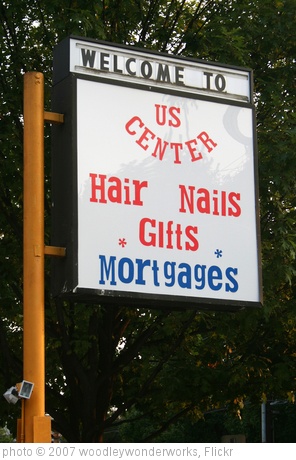 WELCOME TO
US
CENTER
Hair Nails
Gifts
* *
Mortgages
photo © 2007 woodleywonderworks, Flickr